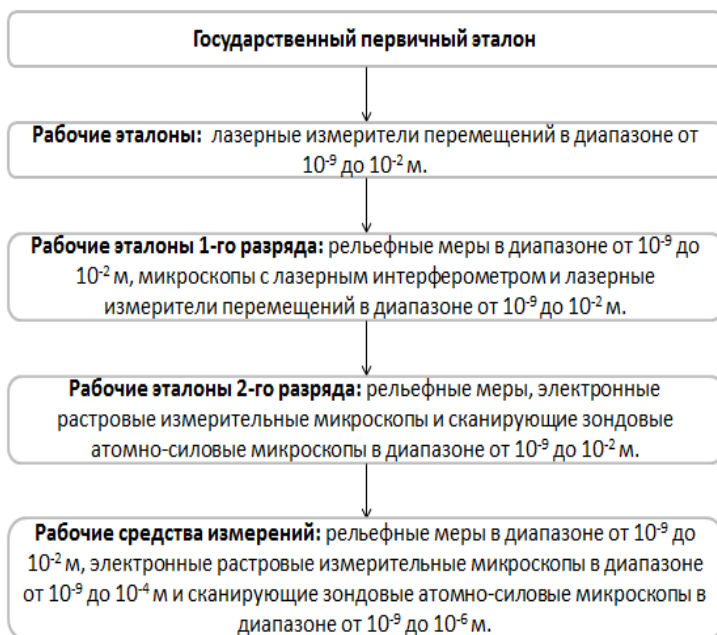 Государственный первичный эталон
Рабочие эталоны: лазерные измерители перемещений в диапазоне от
10⁻⁹ до 10⁻² м.
Рабочие эталоны 1-го разряда: рельефные меры в диапазоне от 10⁻⁹ до
10⁻² м, микроскопы с лазерным интерферометром и лазерные
измерители перемещений в диапазоне от 10⁻⁹ до 10⁻² м.
Рабочие эталоны 2-го разряда: рельефные меры, электронные
растровые измерительные микроскопы и сканирующие зондовые
атомно-силовые микроскопы в диапазоне от 10⁻⁹ до 10⁻² м.
Рабочие средства измерений: рельефные меры в диапазоне от 10⁻⁹ до
10⁻² м, электронные растровые измерительные микроскопы в диапазоне
от 10⁻⁹ до 10⁻⁴ м и сканирующие зондовые атомно-силовые микроскопы в
диапазоне от 10⁻⁹ до 10⁻⁶ м.